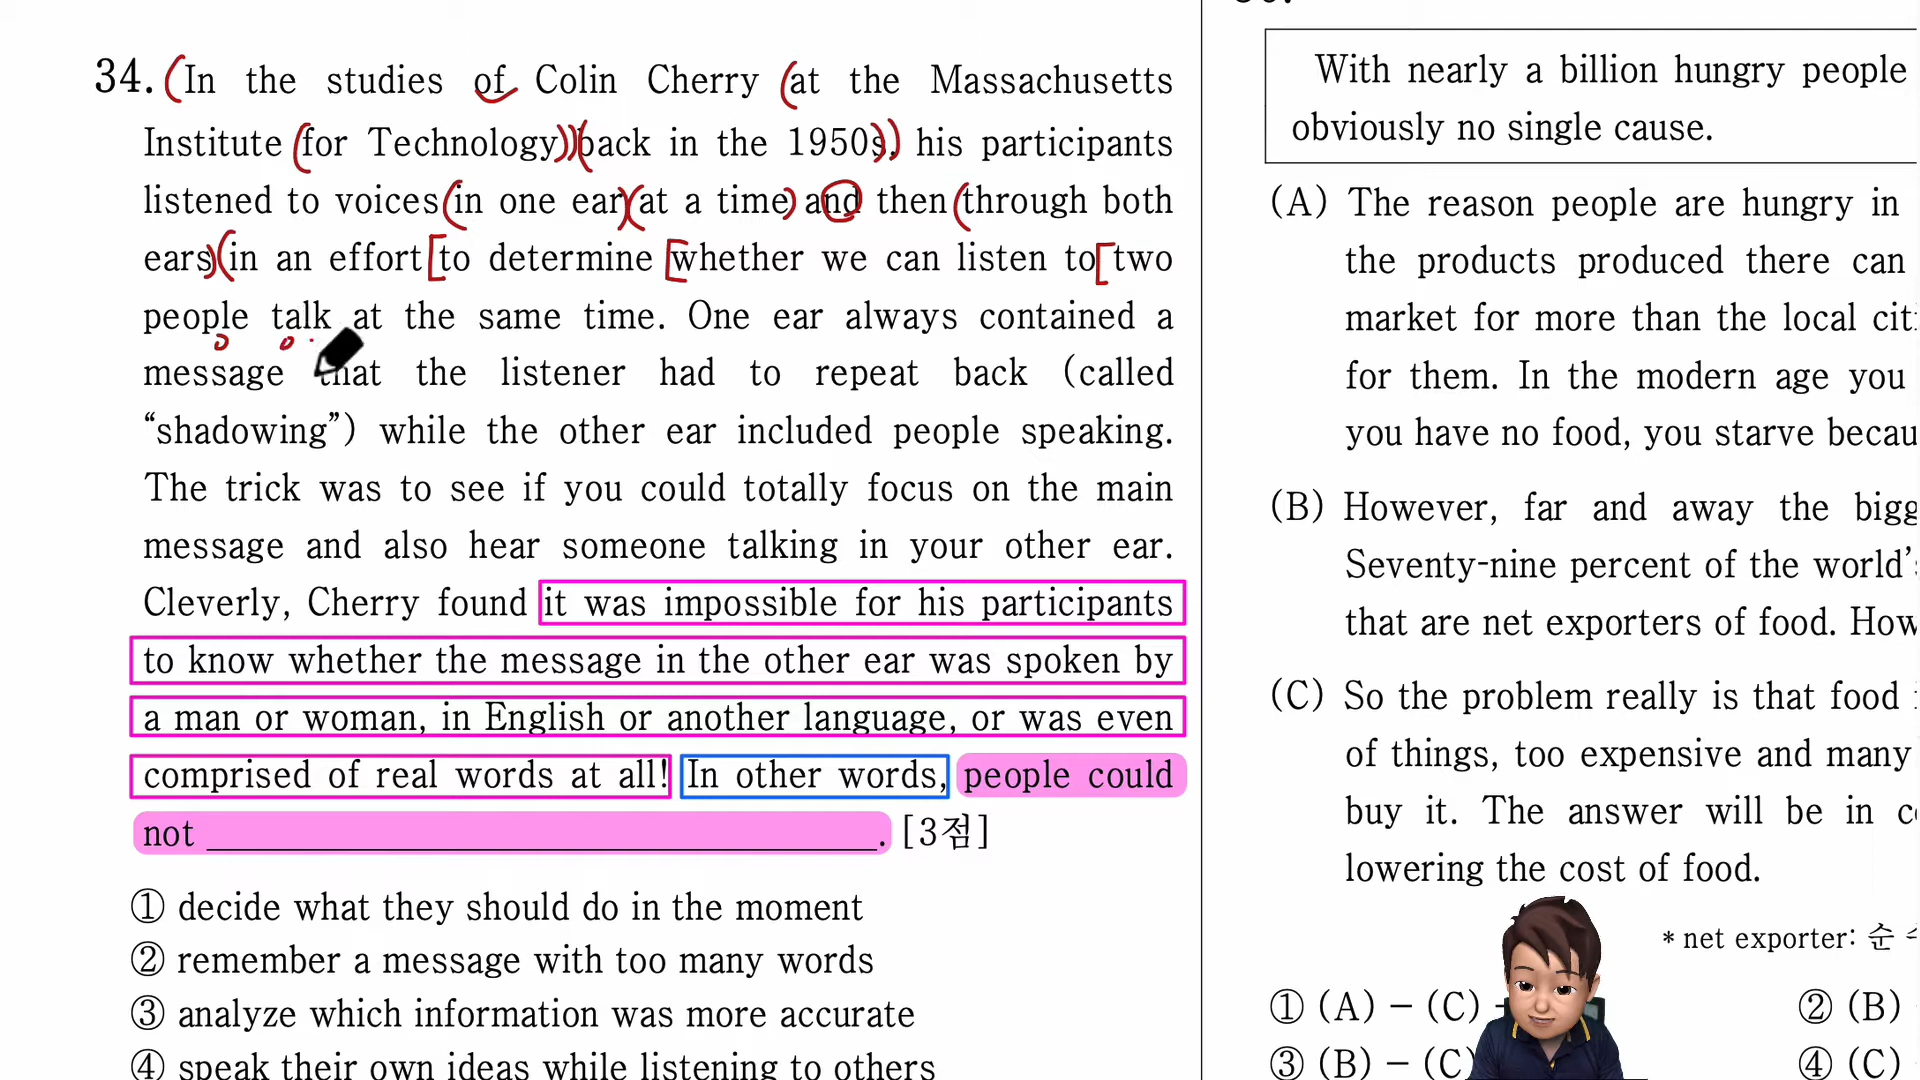 34. In the studies of Colin Cherry at the Massachusetts
Institute for Technology back in the 1950s, his participants
listened to voices in one ear at a time and then through both
ears in an effort to determine whether we can listen to two
people talk at the same time. One ear always contained a
message that the listener had to repeat back (called
“shadowing”) while the other ear included people speaking.
The trick was to see if you could totally focus on the main
message and also hear someone talking in your other ear.
Cleverly, Cherry found it was impossible for his participants
to know whether the message in the other ear was spoken by
a man or woman, in English or another language, or was even
comprised of real words at all! In other words, people could
not ______________________________. [3점]
① decide what they should do in the moment
② remember a message with too many words
③ analyze which information was more accurate
④ speak their own ideas while listening to others
With nearly a billion hungry people
obviously no single cause.
(A) The reason people are hungry in
the products produced there can
market for more than the local
for them. In the modern age you
you have no food, you starve
(B) However, far and away the
Seventy-nine percent of the world's
that are net exporters of food.
(C) So the problem really is that food
of things, too expensive and many
buy it. The answer will be in
lowering the cost of food.
* net exporter: 순
① (A) - (C) -
② (B)
③ (B) - (C)
④ (C)